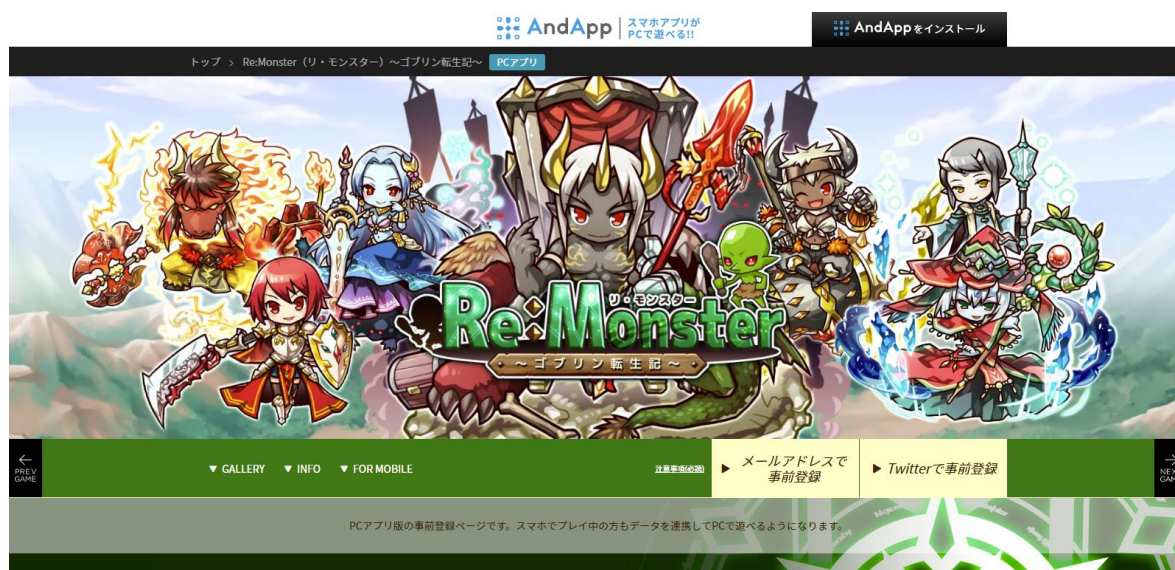 AndApp スマホアプリが
PCで遊べる!!
AndAppをインストール
トップ > Re:Monster（リ・モンスター）〜ゴブリン転生記〜 PCアプリ
リ・モンスター
Re:Monster
〜ゴブリン転生記〜
← PREV GAME
▼ GALLERY ▼ INFO ▼ FOR MOBILE
注意事項(必読)
▶ メールアドレスで
事前登録
▶ Twitterで事前登録
PCアプリ版の事前登録ページです。スマホでプレイ中の方もデータを連携してPCで遊べるようになります。